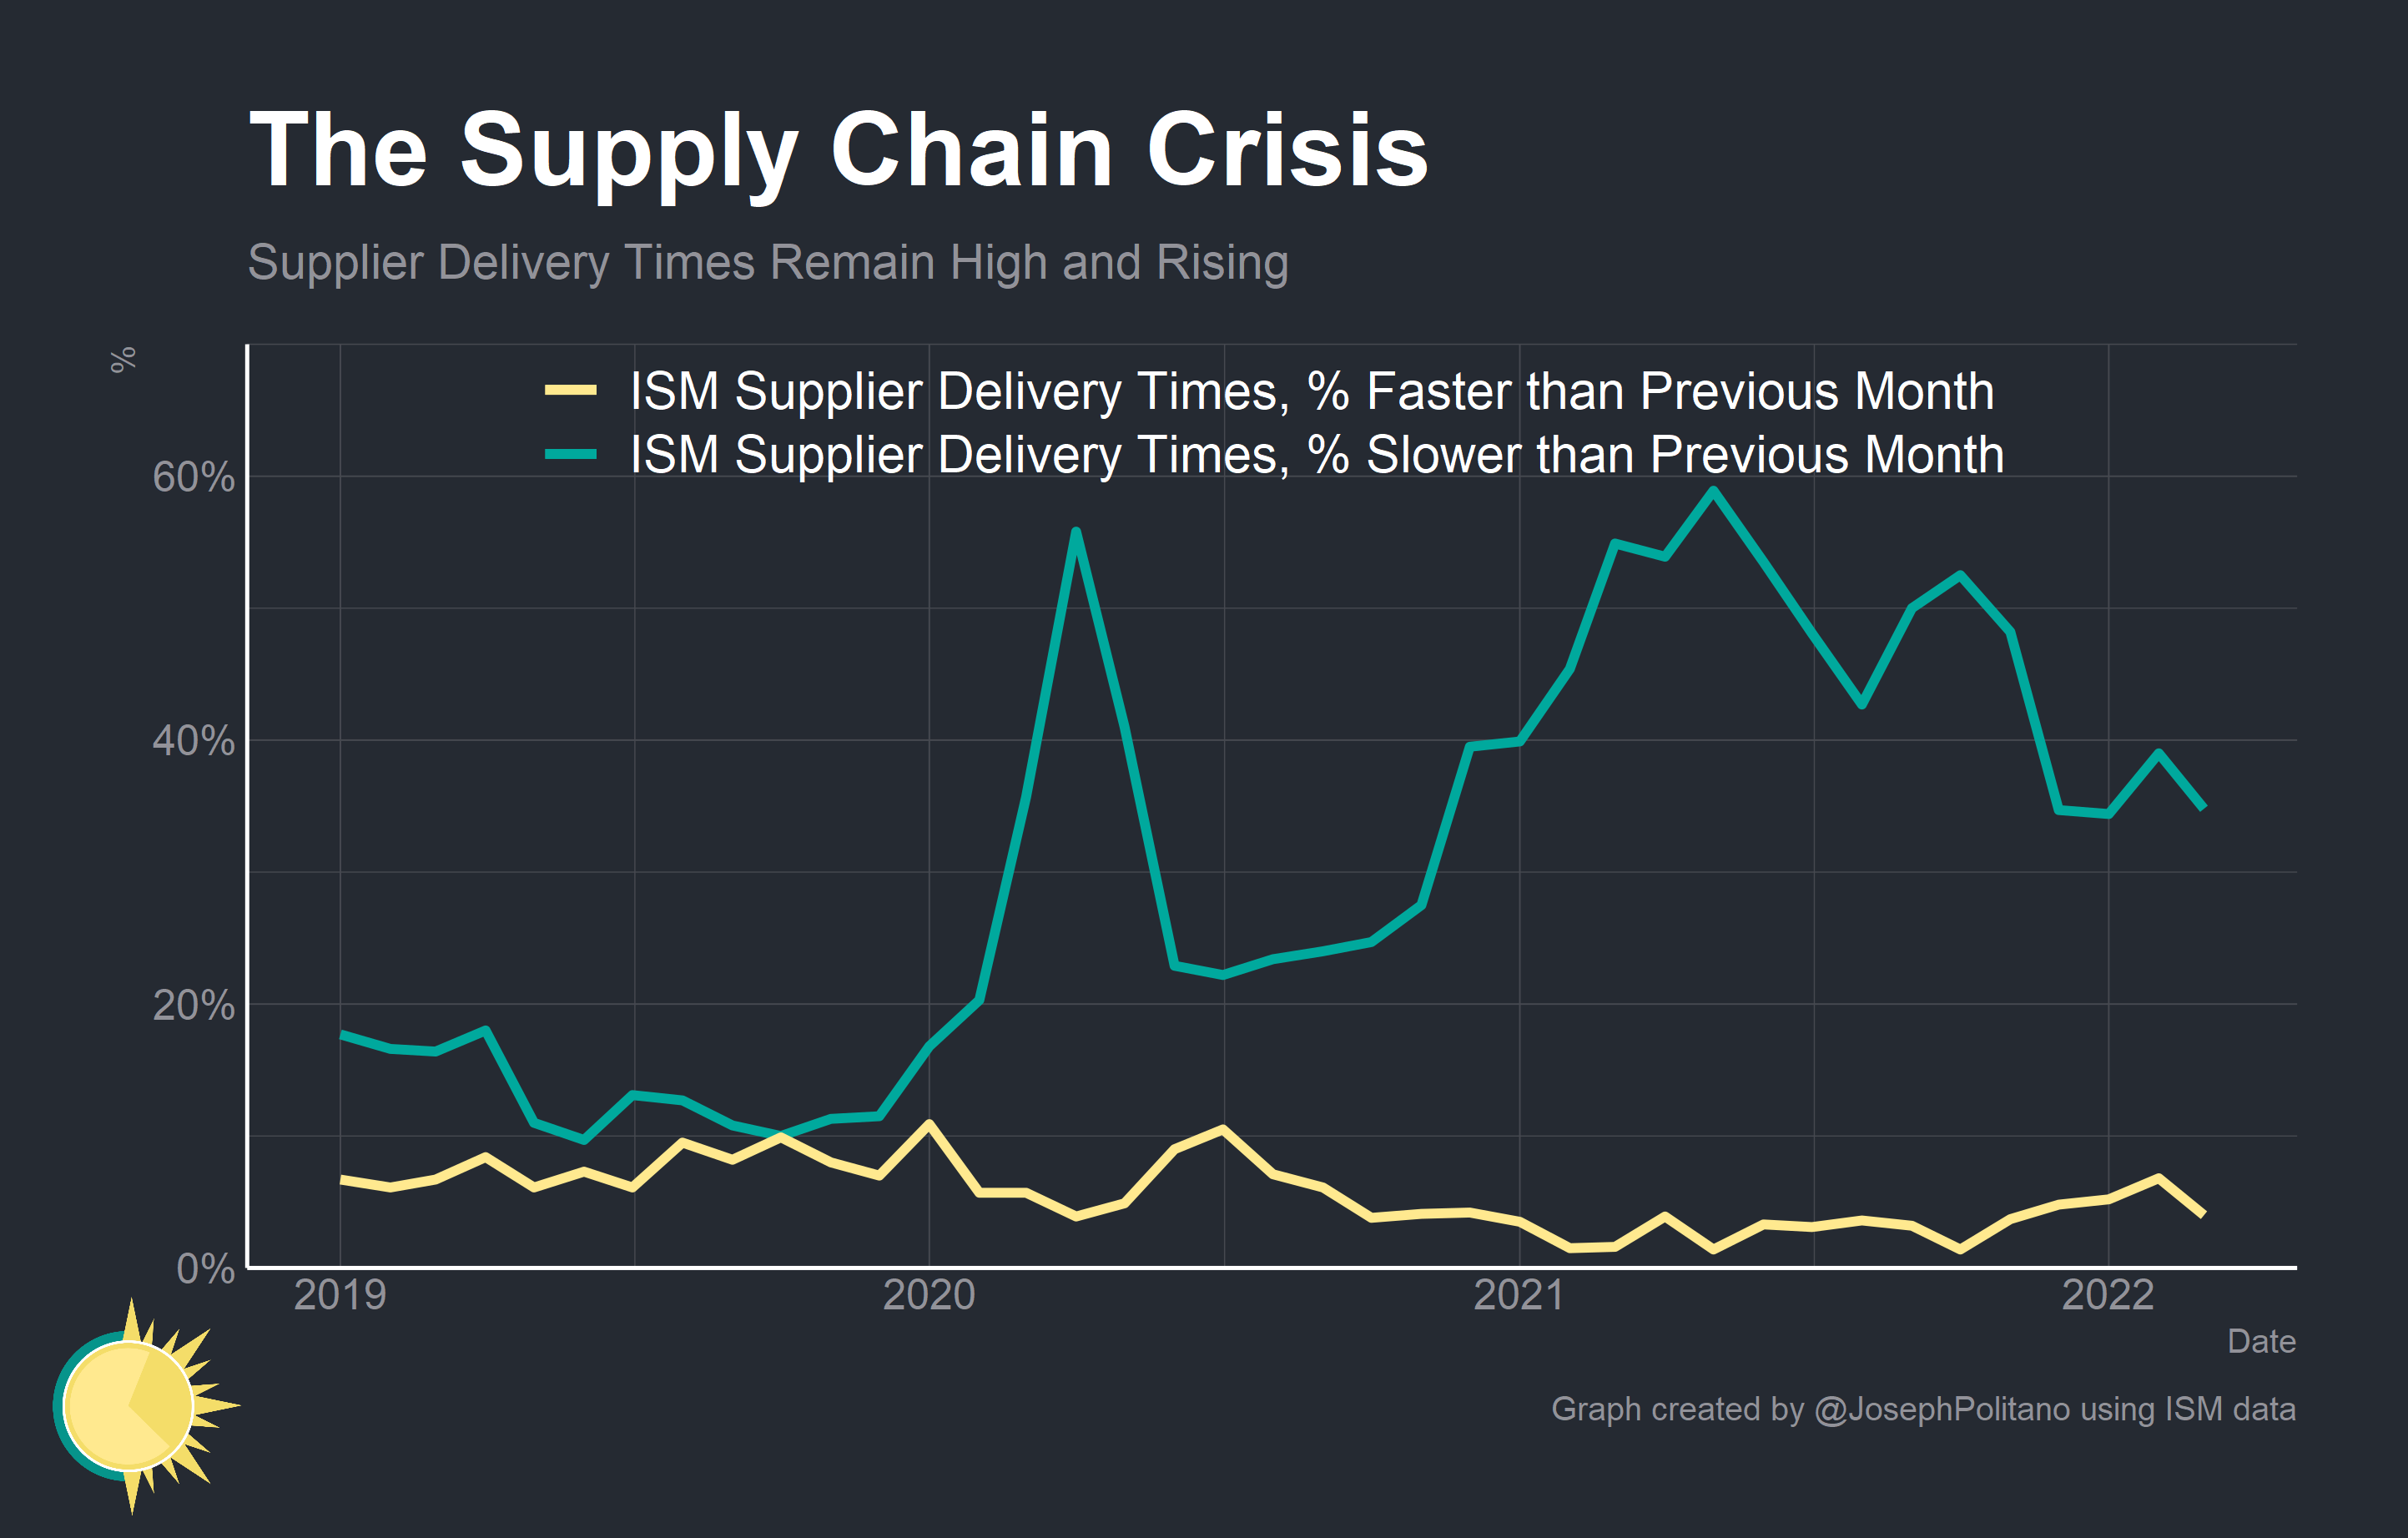 The Supply Chain Crisis
Supplier Delivery Times Remain High and Rising
%
ISM Supplier Delivery Times, % Faster than Previous Month
ISM Supplier Delivery Times, % Slower than Previous Month
60%
40%
20%
0%
2019 2020 2021 2022
Date
Graph created by @JosephPolitano using ISM data